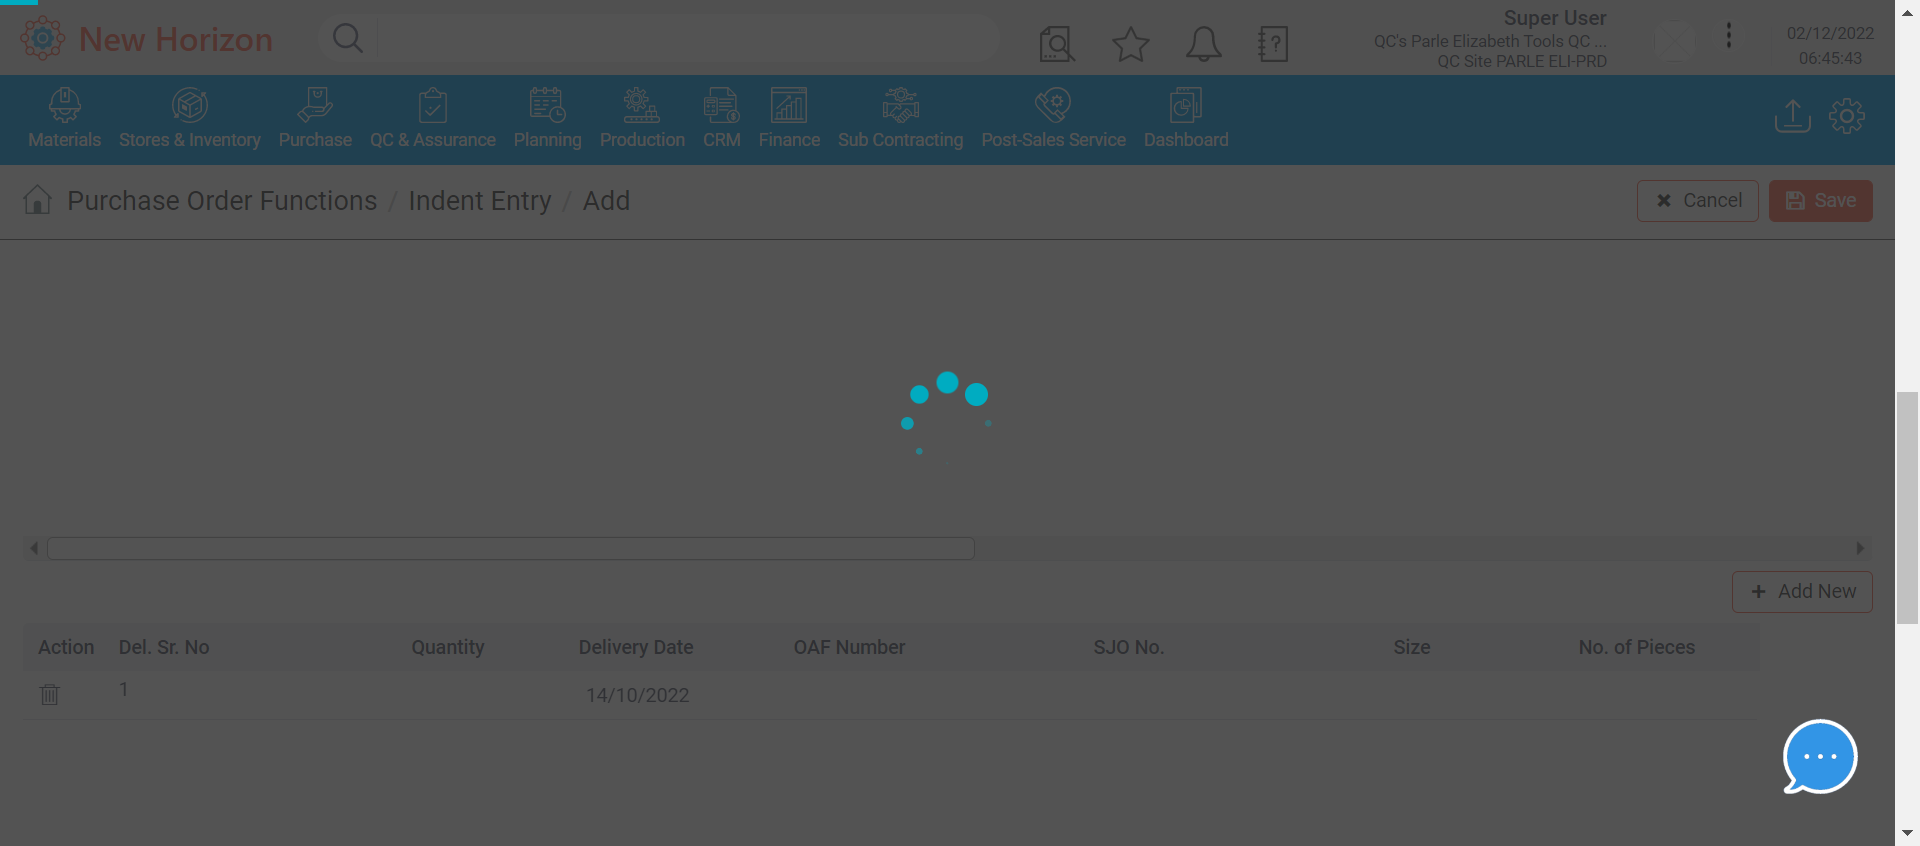 New Horizon
Super User
QC's Parle Elizabeth Tools QC ...
QC Site PARLE ELI-PRD
02/12/2022
06:45:43
Materials
Stores & Inventory
Purchase
QC & Assurance
Planning
Production
CRM
Finance
Sub Contracting
Post-Sales Service
Dashboard
Purchase Order Functions / Indent Entry / Add
Cancel
Save
Add New
Action Del. Sr. No Quantity Delivery Date OAF Number SJO No. Size No. of Pieces
1 14/10/2022